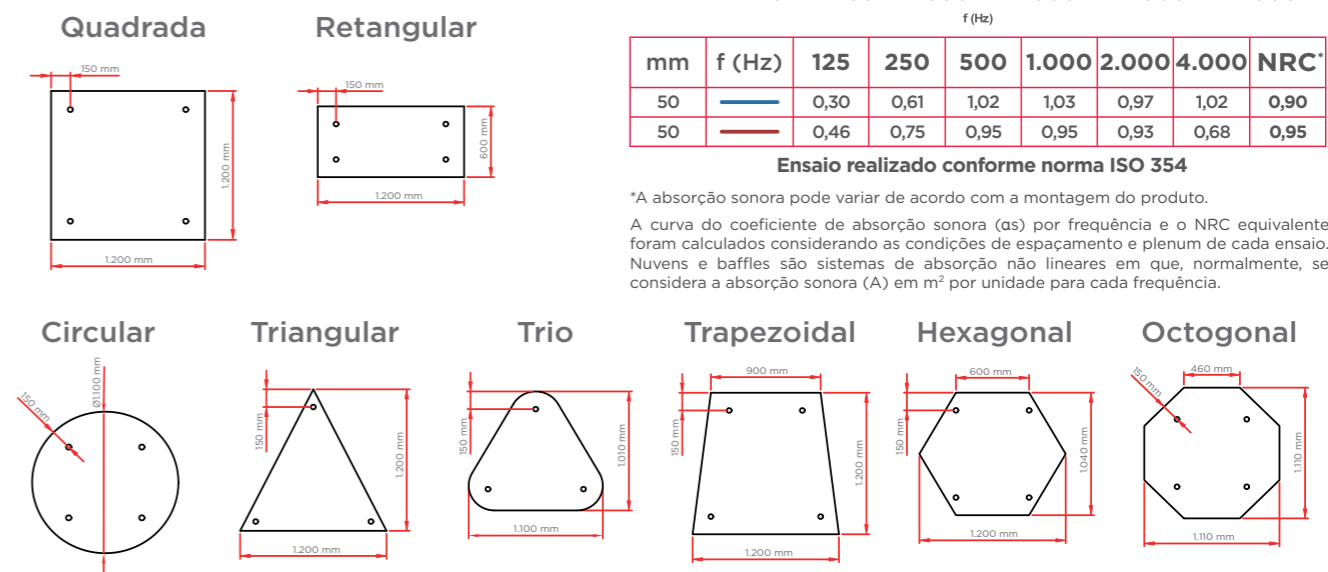 Quadrada
Retangular
150 mm
1.200 mm
1.200 mm
150 mm
600 mm
1.200 mm
f (Hz)
mm f (Hz) 125 250 500 1.000 2.000 4.000 NRC*
50 0,30 0,61 1,02 1,03 0,97 1,02 0,90
50 0,46 0,75 0,95 0,95 0,93 0,68 0,95
Ensaio realizado conforme norma ISO 354
*A absorção sonora pode variar de acordo com a montagem do produto.
A curva do coeficiente de absorção sonora (αs) por frequência e o NRC equivalente
foram calculados considerando as condições de espaçamento e plenum de cada ensaio.
Nuvens e baffles são sistemas de absorção não lineares em que, normalmente, se
considera a absorção sonora (A) em m² por unidade para cada frequência.
Circular
Triangular
Trio
Trapezoidal
Hexagonal
Octogonal
150 mm
Ø1.100 mm
150 mm
1.200 mm
1.200 mm
150 mm
1.010 mm
1.100 mm
900 mm
150 mm
1.200 mm
1.200 mm
600 mm
150 mm
1.040 mm
1.200 mm
460 mm
150 mm
1.110 mm
1.110 mm